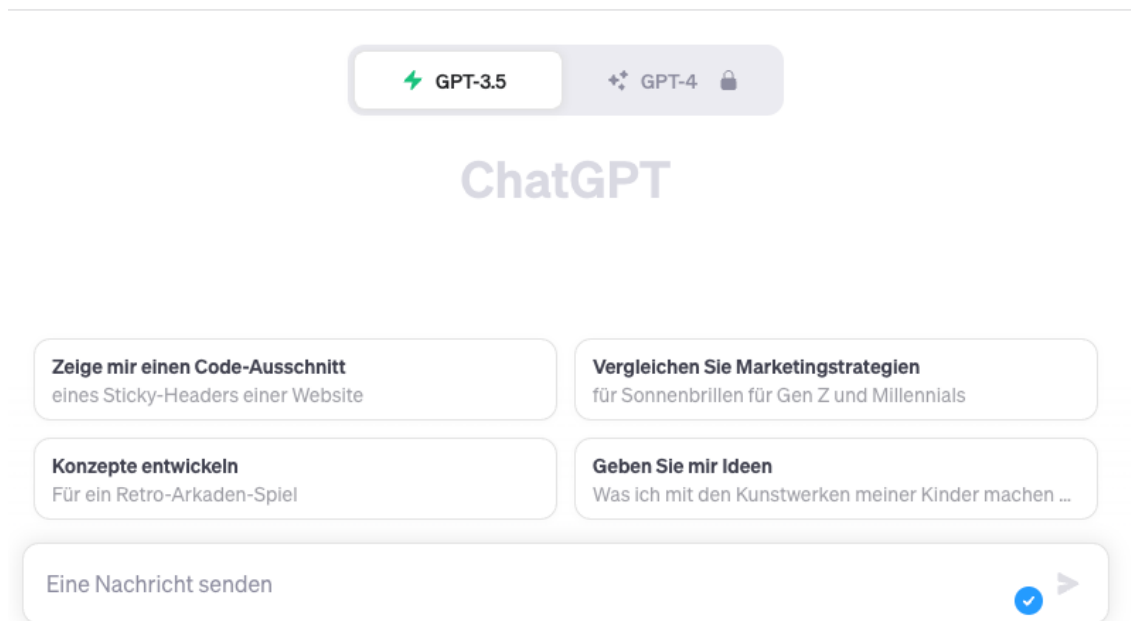 GPT-3.5
GPT-4
ChatGPT
Zeige mir einen Code-Ausschnitt
eines Sticky-Headers einer Website
Vergleichen Sie Marketingstrategien
für Sonnenbrillen für Gen Z und Millennials
Konzepte entwickeln
Für ein Retro-Arkaden-Spiel
Geben Sie mir Ideen
Was ich mit den Kunstwerken meiner Kinder machen ...
Eine Nachricht senden